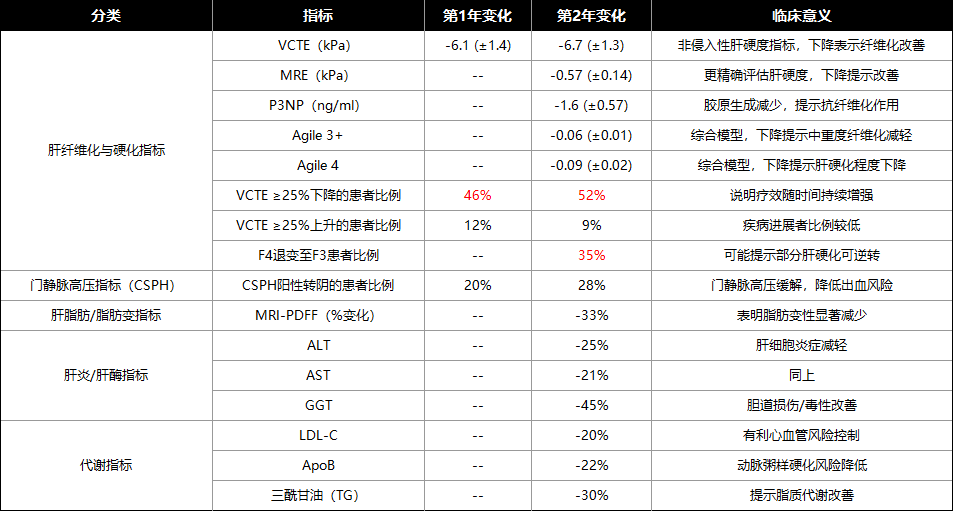 分类 指标 第1年变化 第2年变化 临床意义
VCTE（kPa） -6.1 (±1.4) -6.7 (±1.3) 非侵入性肝硬度指标，下降表示纤维化改善
MRE（kPa） -- -0.57 (±0.14) 更精确评估肝硬度，下降提示改善
P3NP（ng/ml） -- -1.6 (±0.57) 胶原生成减少，提示抗纤维化作用
Agile 3+ -- -0.06 (±0.01) 综合模型，下降提示中重度纤维化减轻
肝纤维化与硬化指标 Agile 4 -- -0.09 (±0.02) 综合模型，下降提示肝硬化程度下降
VCTE ≥25%下降的患者比例 46% 52% 说明疗效随时间持续增强
VCTE ≥25%上升的患者比例 12% 9% 疾病进展者比例较低
F4退变至F3患者比例 35% 可能提示部分肝硬化可逆转
门静脉高压指标（CSPH） CSPH阳性转阴的患者比例 20% 28% 门静脉高压缓解，降低出血风险
肝脂肪/脂肪变指标 MRI-PDFF（%变化） -- -33% 表明脂肪变性显著减少
ALT -- -25% 肝细胞炎症减轻
肝炎/肝酶指标 AST -- -21% 同上
GGT -- -45% 胆道损伤/毒性改善
LDL-C -- -20% 有利心血管风险控制
代谢指标 ApoB -- -22% 动脉粥样硬化风险降低
三酰甘油（TG） -- -30% 提示脂质代谢改善